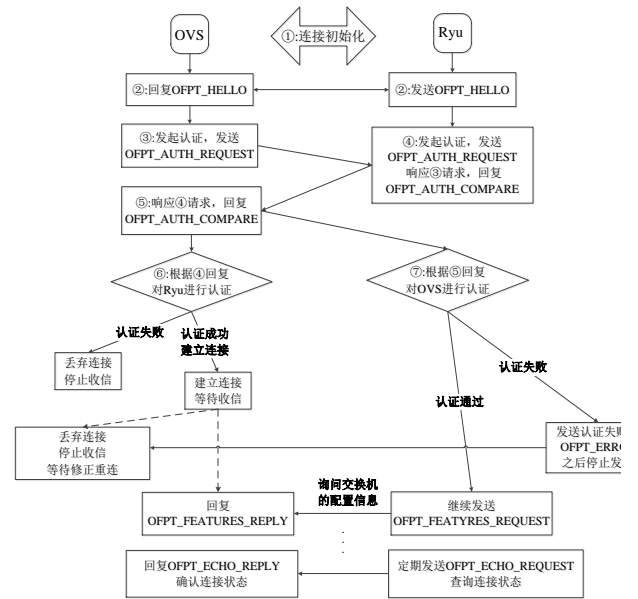 OVS
①:连接初始化
Ryu
②:回复OFPT_HELLO
②:发送OFPT_HELLO
③:发起认证，发送
OFPT_AUTH_REQUEST
④:发起认证，发送
OFPT_AUTH_REQUEST
响应③请求，回复
OFPT_AUTH_COMPARE
⑤:响应④请求，回复
OFPT_AUTH_COMPARE
⑥:根据④回复
对Ryu进行认证
⑦:根据⑤回复
对OVS进行认证
认证失败
认证成功
建立连接
丢弃连接
停止收信
建立连接
等待收信
认证失败
认证通过
丢弃连接
停止收信
等待修正重连
发送认证失败
OFPT_ERRO
之后停止发
询问交换机
的配置信息
回复
OFPT_FEATURES_REPLY
继续发送
OFPT_FEATYRES_REQUEST
回复OFPT_ECHO_REPLY
确认连接状态
定期发送OFPT_ECHO_REQUEST
查询连接状态